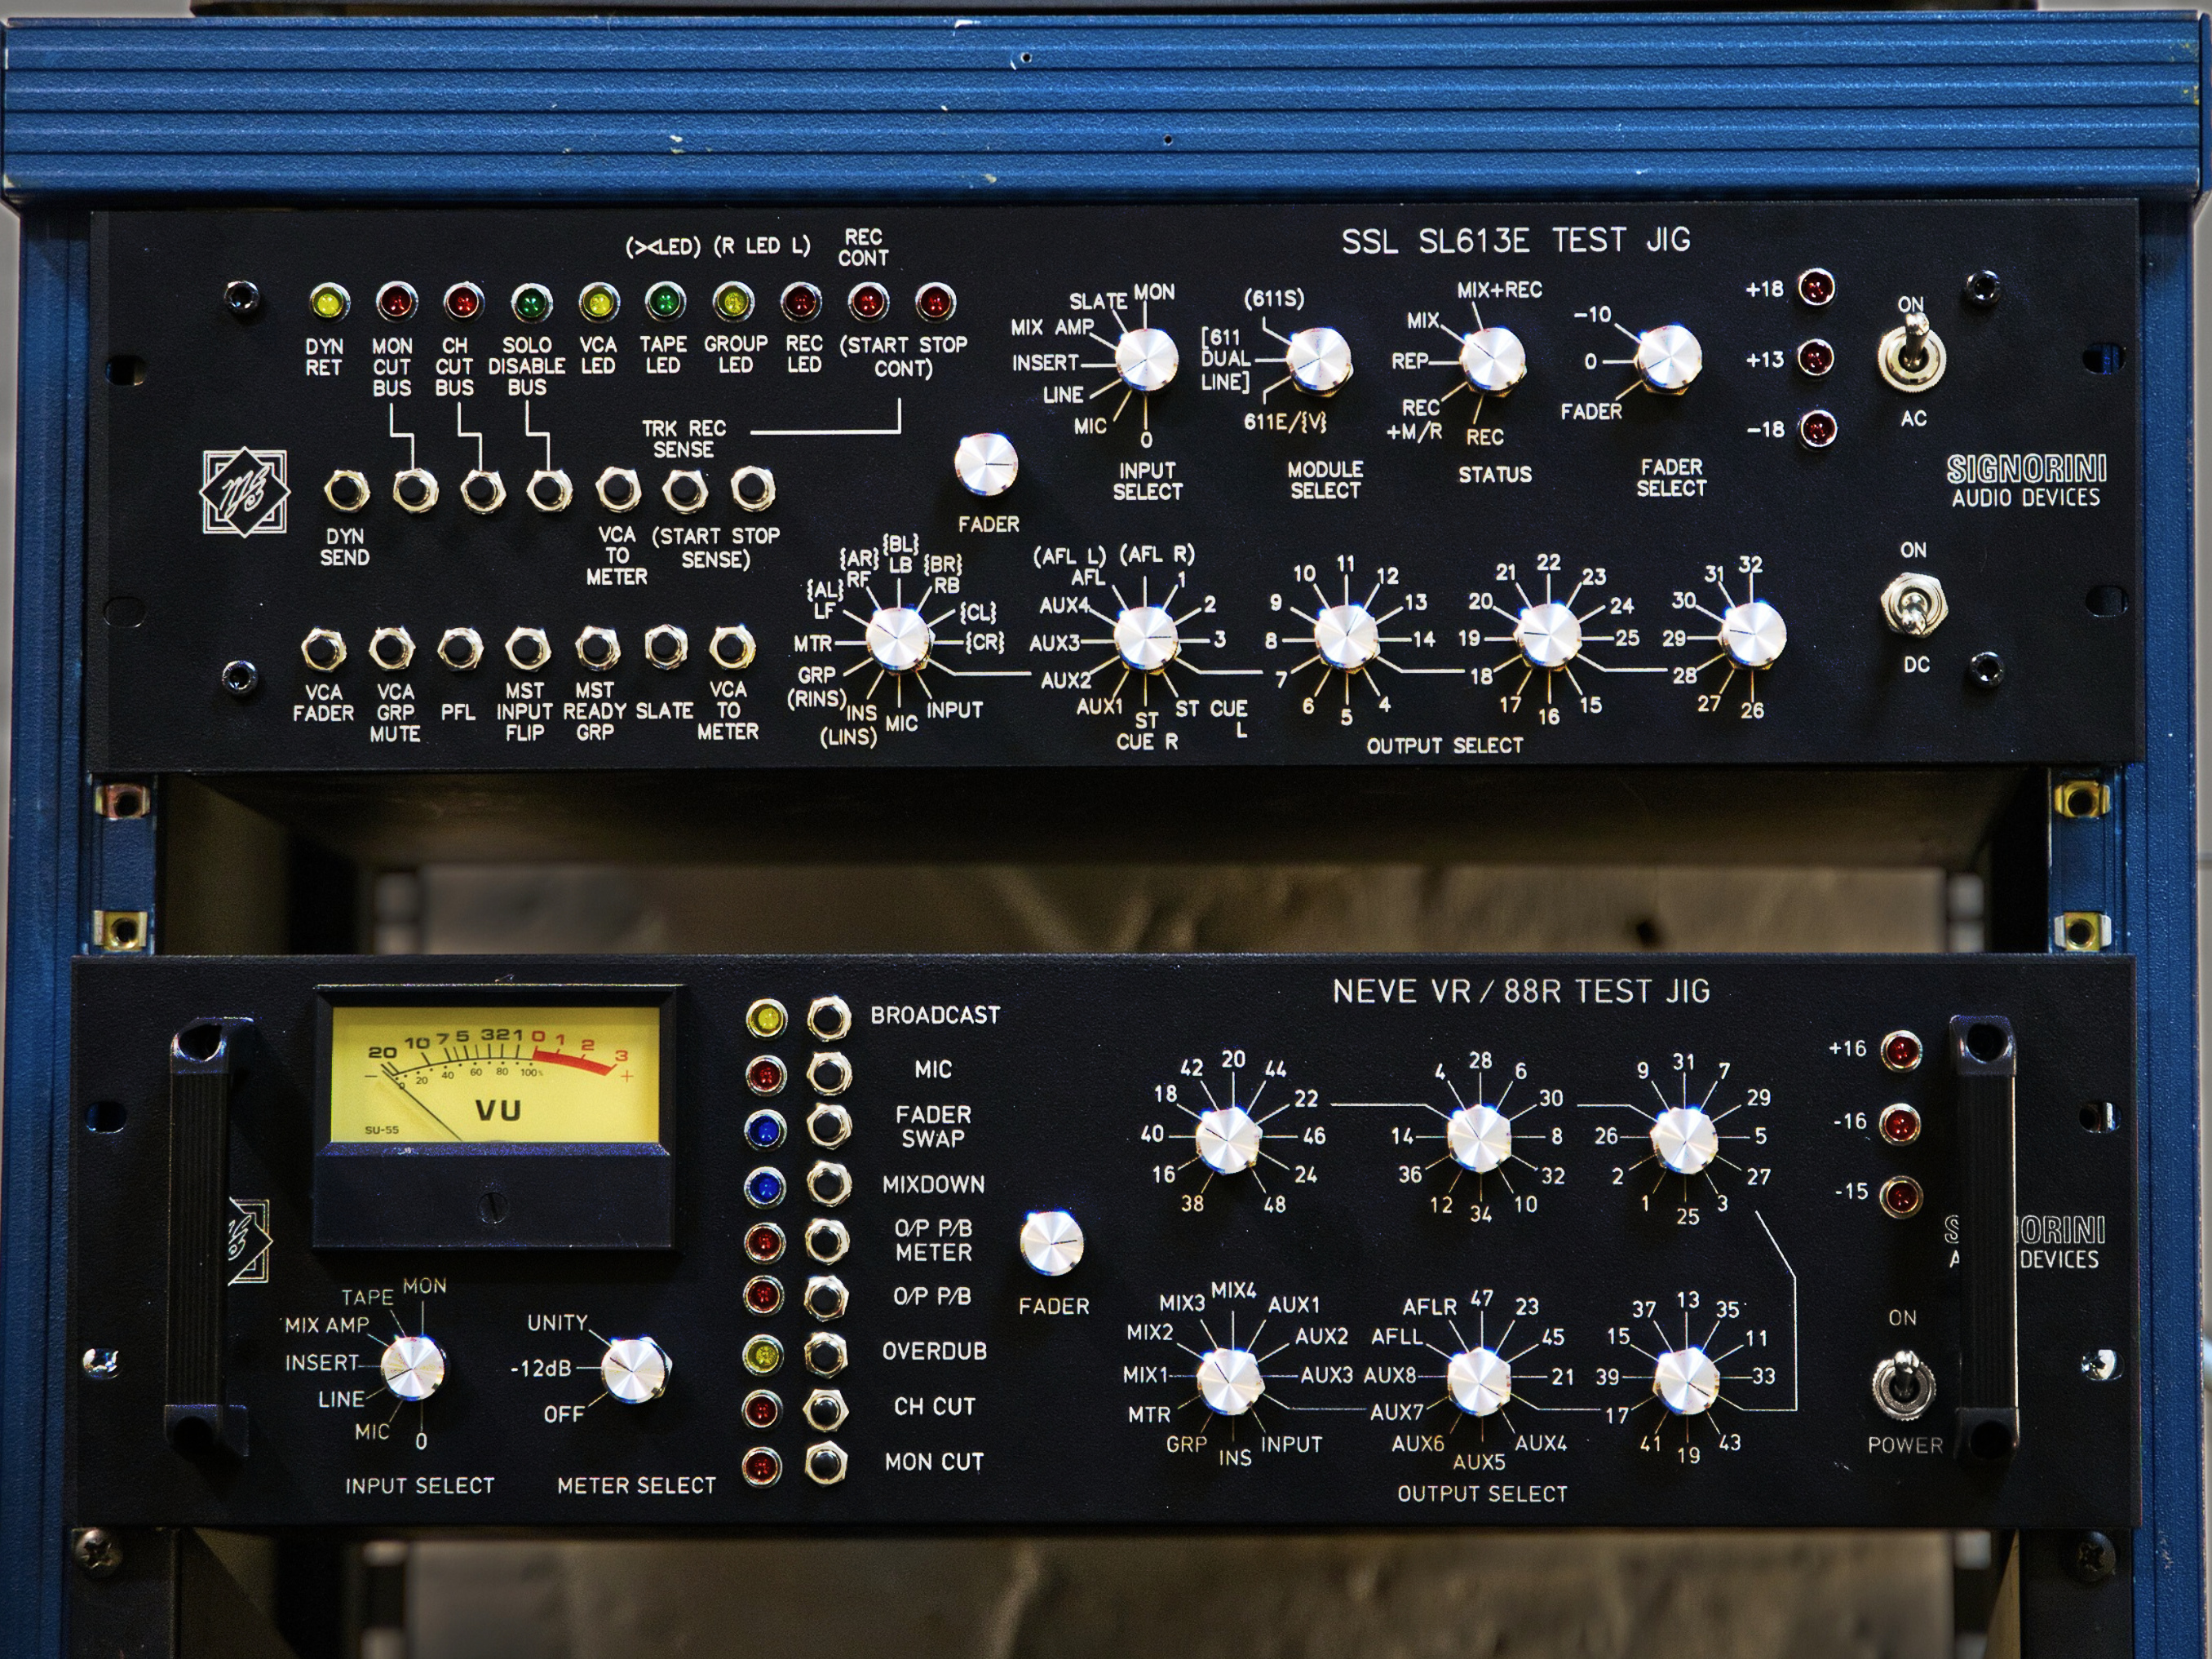 SSL SL613E TEST JIG
(><LED) (R LED L) REC
CONT
DYN
RET
MON
CUT
BUS
CH
CUT
BUS
SOLO
DISABLE
BUS
VCA
LED
TAPE
LED
GROUP
LED
REC
LED
(START STOP
CONT)
TRK REC
SENSE
DYN
SEND
VCA
TO
METER
(START STOP
SENSE)
VCA
FADER
VCA
GRP
MUTE
PFL
MST
INPUT
FLIP
MST
READY
GRP
SLATE
VCA
TO
METER
FADER
MON
SLATE
MIX AMP
INSERT
LINE
MIC
0
INPUT
SELECT
(611S)
[611
DUAL
LINE]
611E/{V}
MODULE
SELECT
MIX+REC
MIX
REP
REC
+M/R
REC
STATUS
-10
0
FADER
FADER
SELECT
+18
+13
-18
ON
AC
SIGNORINI
AUDIO DEVICES
ON
DC
{AL}
LF
{AR}
RF
{BL}
LB
{BR}
RB
{CL}
{CR}
MTR
GRP
(RINS)
INS
(LINS)
MIC
INPUT
(AFL L) (AFL R)
AFL
AUX4
AUX3
AUX2
AUX1
ST
CUE R
ST CUE
L
1
2
3
4
5
6
7
8
9
10
11
12
13
14
15
16
17
18
19
20
21
22
23
24
25
26
27
28
29
30
31
32
OUTPUT SELECT
NEVE VR / 88R TEST JIG
20 10 7 5 3 2 1 0 1 2 3
- 0 20 40 60 80 100% +
VU
SU-55
MON
TAPE
MIX AMP
INSERT
LINE
MIC
0
INPUT SELECT
UNITY
-12dB
OFF
METER SELECT
BROADCAST
MIC
FADER
SWAP
MIXDOWN
O/P P/B
METER
O/P P/B
OVERDUB
CH CUT
MON CUT
FADER
38
16
40
18
42
20
44
22
46
24
48
12
36
14
4
28
6
30
8
32
10
34
1
2
26
9
31
7
29
5
27
3
25
+16
-16
-15
ORINI
DEVICES
ON
POWER
GRP
MTR
MIX1
MIX2
MIX3
MIX4
AUX1
AUX2
AUX3
INPUT
INS
AUX6
AUX7
AUX8
AFLL
AFLR
47
23
45
21
AUX4
AUX5
41
17
39
15
37
13
35
11
33
43
19
OUTPUT SELECT